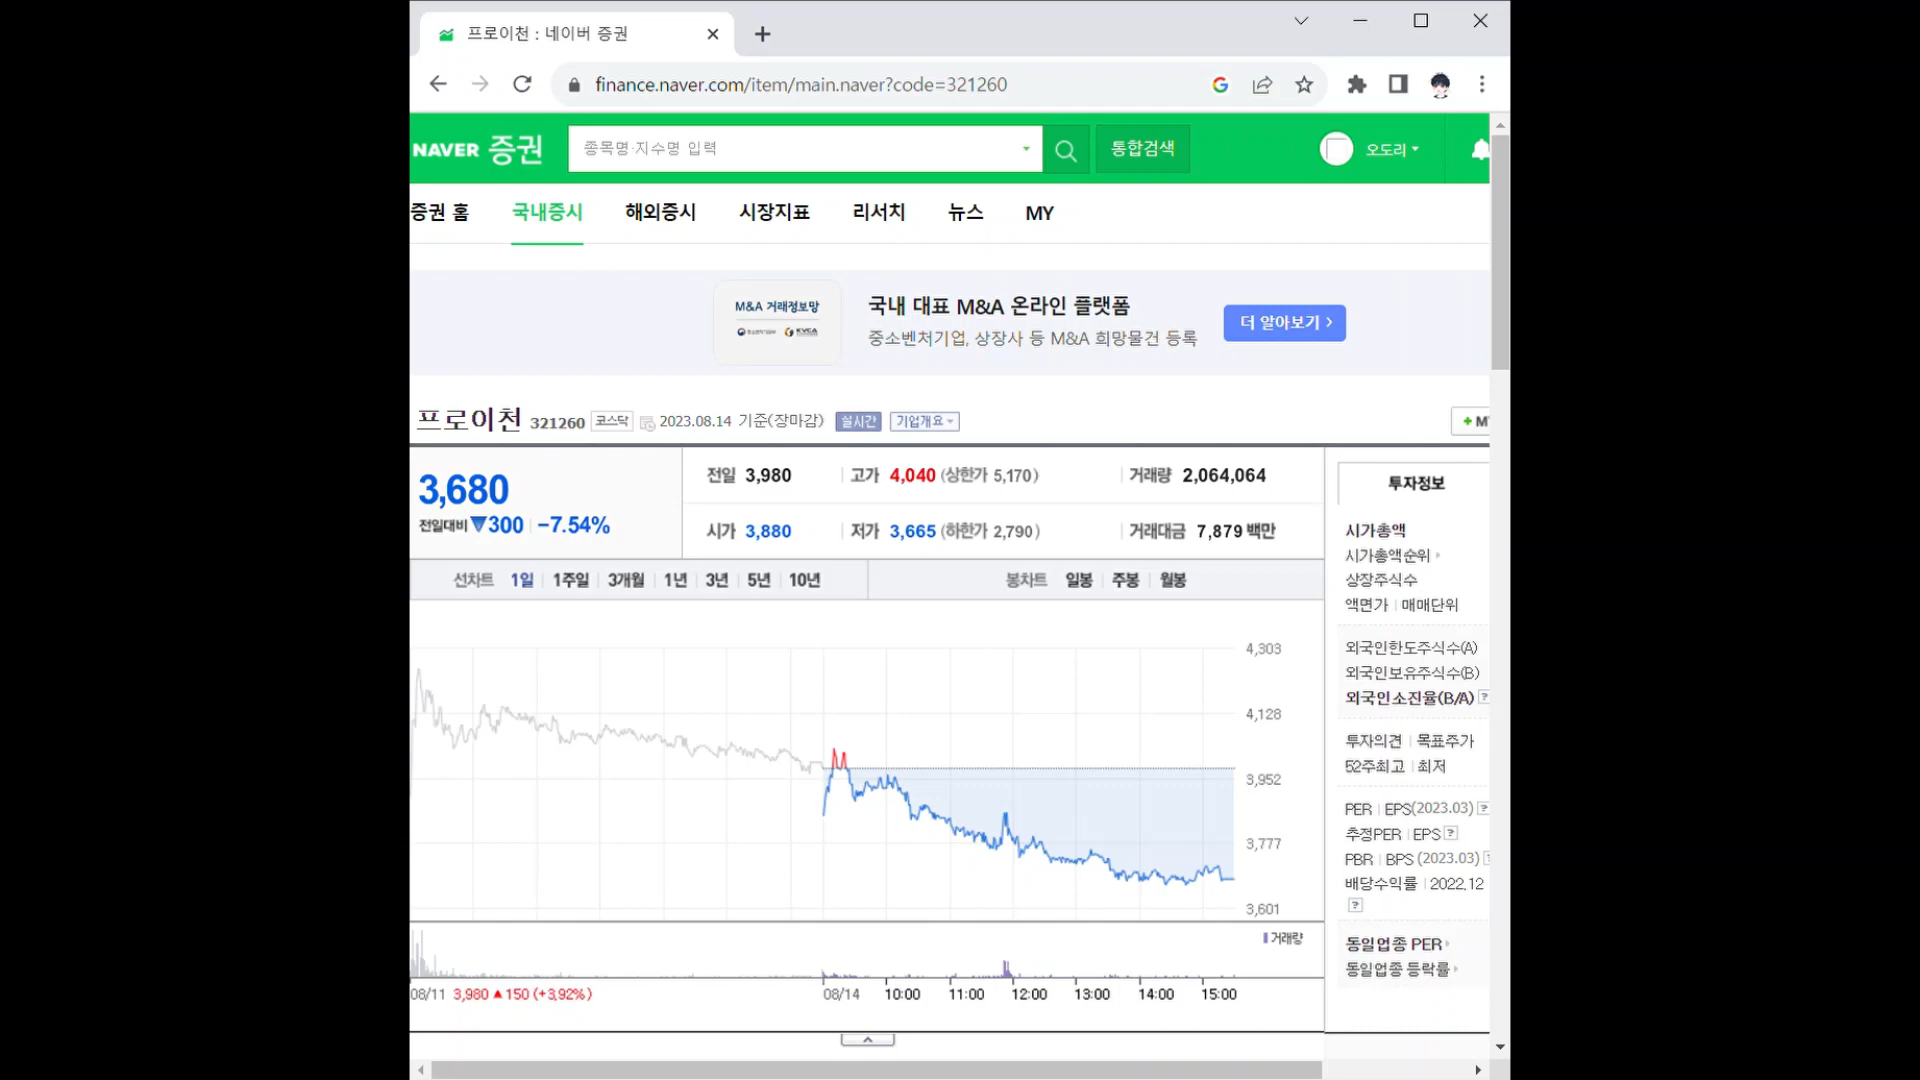 프로이천 : 네이버 증권
finance.naver.com/item/main.naver?code=321260
NAVER 증권
종목명·지수명 입력
통합검색
오도리
증권 홈 국내증시 해외증시 시장지표 리서치 뉴스 MY
M&A 거래정보망
KVCA
국내 대표 M&A 온라인 플랫폼
중소벤처기업, 상장사 등 M&A 희망물건 등록
더 알아보기 >
프로이천 321260 코스닥 2023.08.14 기준(장마감) 실시간 기업개요
+ M
3,680
전일대비 ▼300 -7.54%
전일 3,980 고가 4,040 (상한가 5,170) 거래량 2,064,064
시가 3,880 저가 3,665 (하한가 2,790) 거래대금 7,879 백만
선차트 1일 1주일 3개월 1년 3년 5년 10년 봉차트 일봉 주봉 월봉
4,303
4,128
3,952
3,777
3,601
거래량
08/11 3,980 ▲150 (+3.92%) 08/14 10:00 11:00 12:00 13:00 14:00 15:00
투자정보
시가총액
시가총액순위
상장주식수
액면가 | 매매단위
외국인한도주식수(A)
외국인보유주식수(B)
외국인소진율(B/A) ?
투자의견 | 목표주가
52주최고 | 최저
PER | EPS(2023.03) ?
추정PER | EPS ?
PBR | BPS (2023.03) ?
배당수익률 | 2022.12
?
동일업종 PER
동일업종 등락률